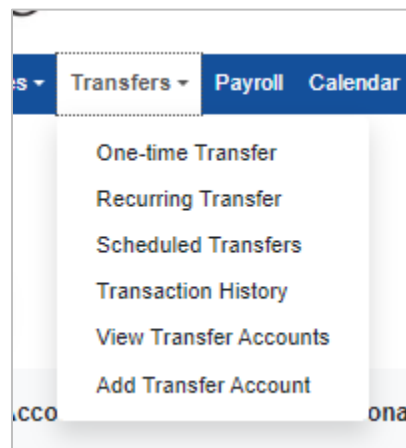 Transfers Payroll Calendar
One-time Transfer
Recurring Transfer
Scheduled Transfers
Transaction History
View Transfer Accounts
Add Transfer Account